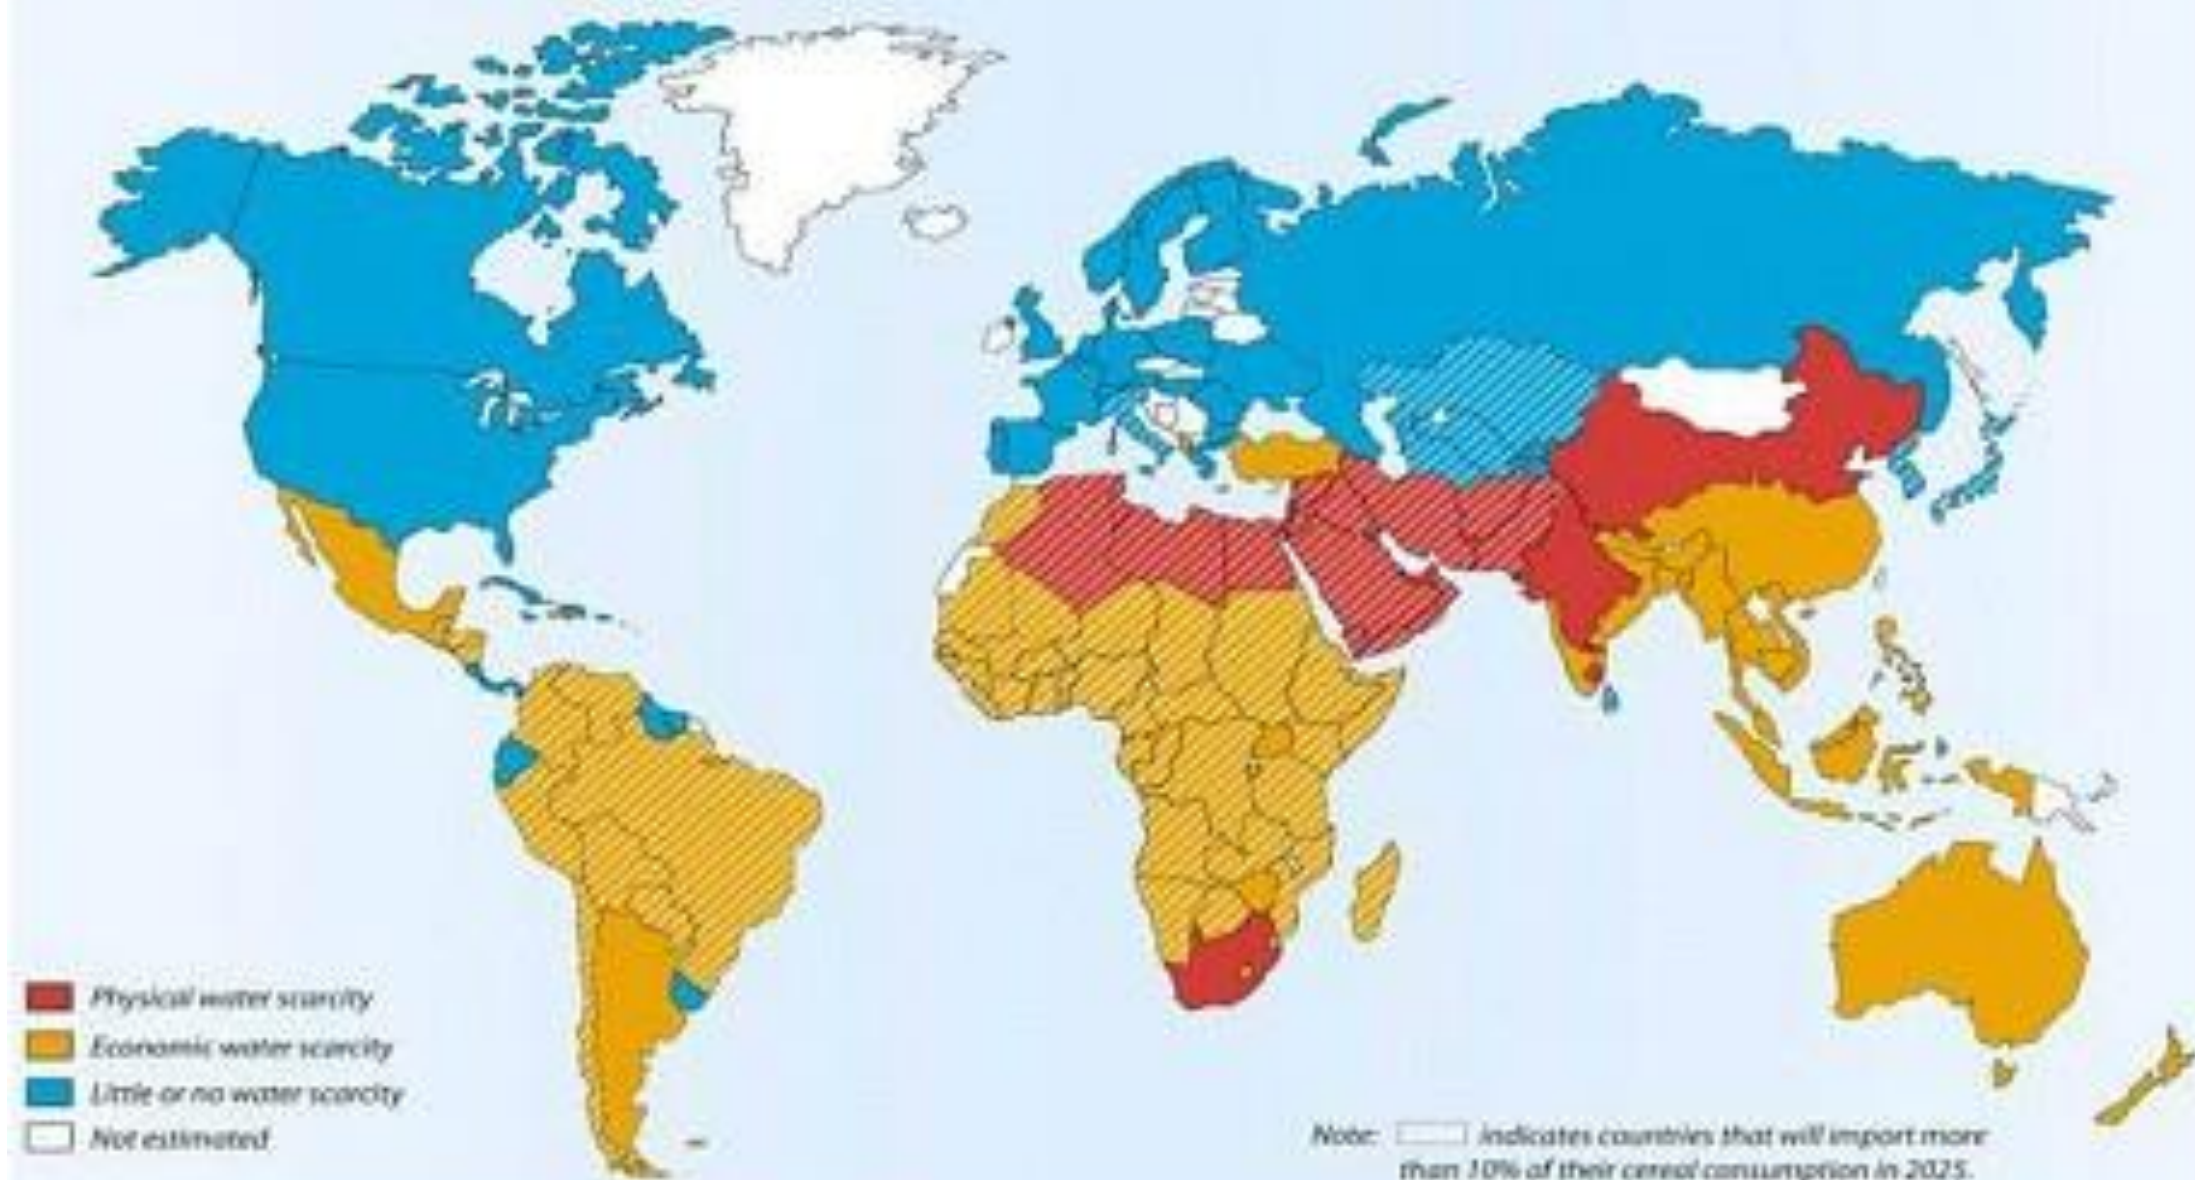 Physical water scarcity
Economic water scarcity
Little or no water scarcity
Not estimated
Note: indicates countries that will import more
than 10% of their cereal consumption in 2025.